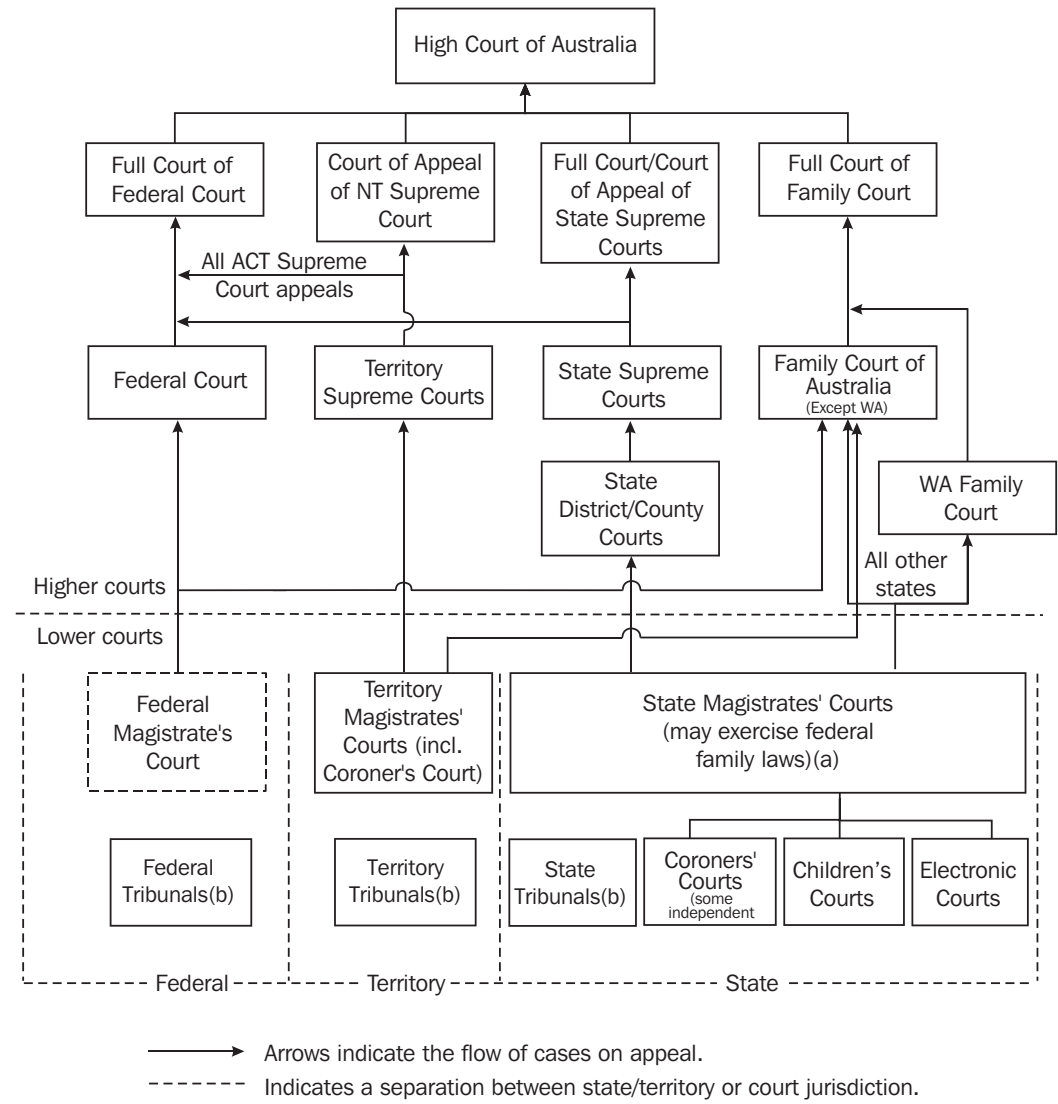 High Court of Australia
Full Court of
Federal Court
Court of Appeal
of NT Supreme
Court
Full Court/Court
of Appeal of
State Supreme
Courts
Full Court of
Family Court
All ACT Supreme
Court appeals
Federal Court
Territory
Supreme Courts
State Supreme
Courts
Family Court of
Australia
(Except WA)
State
District/County
Courts
WA Family
Court
All other
states
Higher courts
Lower courts
Federal
Magistrate's
Court
Territory
Magistrates'
Courts (incl.
Coroner's Court)
State Magistrates' Courts
(may exercise federal
family laws)(a)
Federal
Tribunals(b)
Territory
Tribunals(b)
State
Tribunals(b)
Coroners'
Courts
(some
independent
Children's
Courts
Electronic
Courts
Federal
Territory
State
Arrows indicate the flow of cases on appeal.
Indicates a separation between state/territory or court jurisdiction.